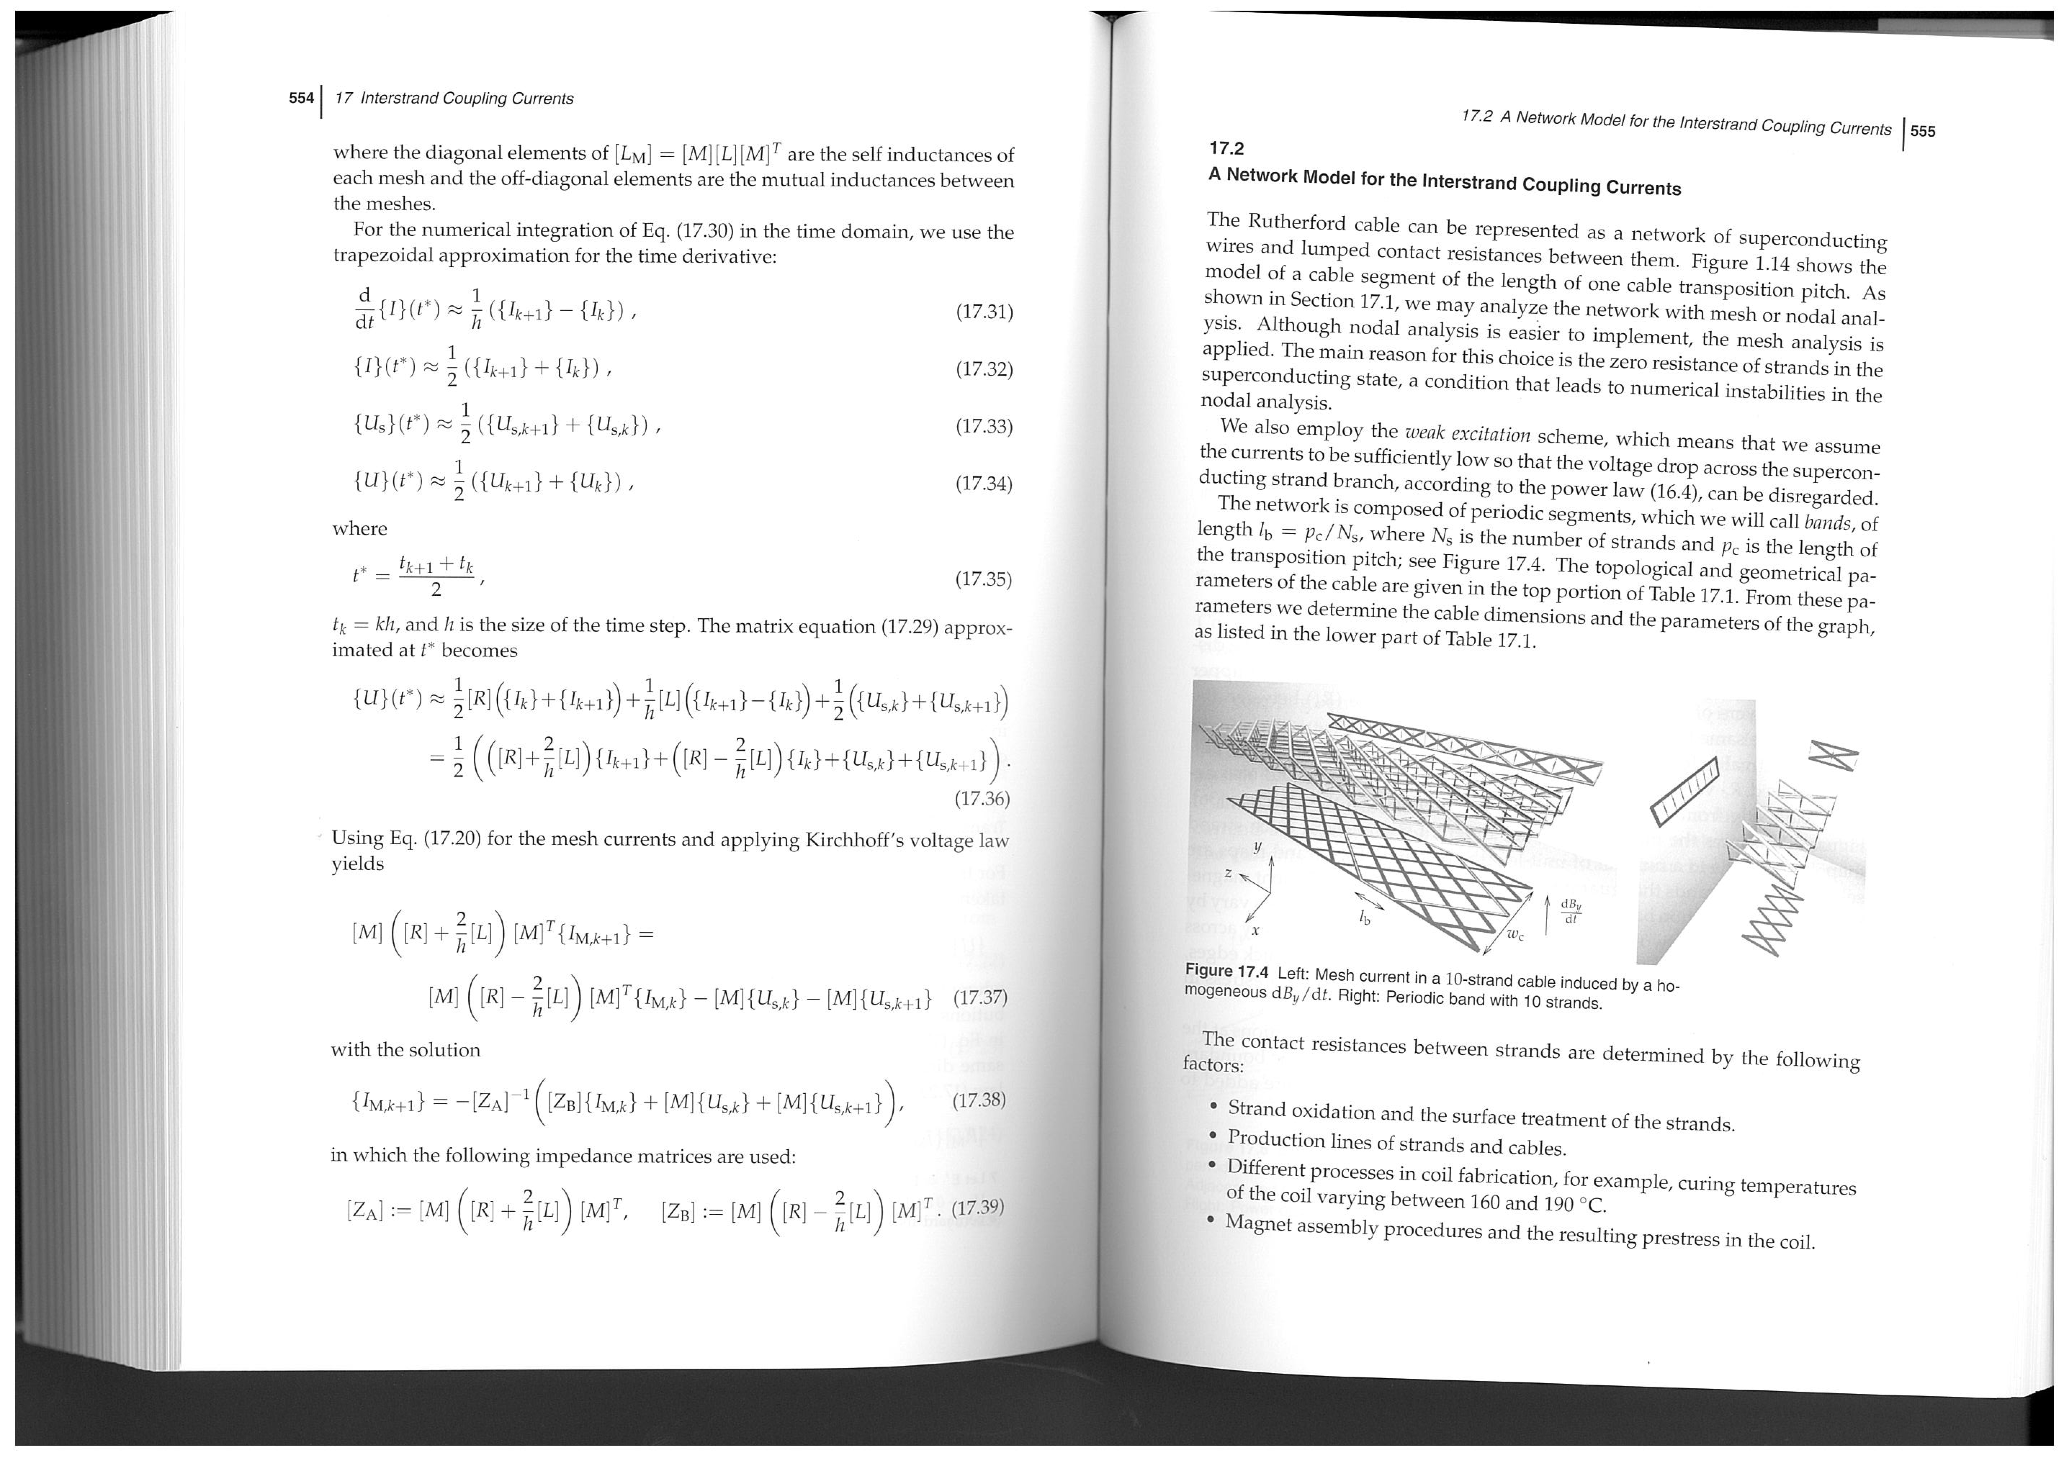 554 | 17 Interstrand Coupling Currents
where the diagonal elements of [L_M] = [M][L][M]^T are the self inductances of
each mesh and the off-diagonal elements are the mutual inductances between
the meshes.
For the numerical integration of Eq. (17.30) in the time domain, we use the
trapezoidal approximation for the time derivative:
d/dt {I}(t*) ≈ 1/h ({I_{k+1}} − {I_k}) , (17.31)
{I}(t*) ≈ 1/2 ({I_{k+1}} + {I_k}) , (17.32)
{U_s}(t*) ≈ 1/2 ({U_{s,k+1}} + {U_{s,k}}) , (17.33)
{U}(t*) ≈ 1/2 ({U_{k+1}} + {U_k}) , (17.34)
where
t* = (t_{k+1} + t_k)/2 , (17.35)
t_k = kh, and h is the size of the time step. The matrix equation (17.29) approx-
imated at t* becomes
{U}(t*) ≈ 1/2 [R]({I_k}+{I_{k+1}}) + 1/h [L]({I_{k+1}}−{I_k}) + 1/2 ({U_{s,k}}+{U_{s,k+1}})
= 1/2 (([R]+2/h [L]){I_{k+1}}+([R] − 2/h [L]){I_k}+{U_{s,k}}+{U_{s,k+1}}) .
(17.36)
Using Eq. (17.20) for the mesh currents and applying Kirchhoff's voltage law
yields
[M] ([R] + 2/h [L]) [M]^T {I_{M,k+1}} =
[M] ([R] − 2/h [L]) [M]^T {I_{M,k}} − [M]{U_{s,k}} − [M]{U_{s,k+1}} (17.37)
with the solution
{I_{M,k+1}} = −[Z_A]^{−1} ([Z_B]{I_{M,k}} + [M]{U_{s,k}} + [M]{U_{s,k+1}}) , (17.38)
in which the following impedance matrices are used:
[Z_A] := [M] ([R] + 2/h [L]) [M]^T, [Z_B] := [M] ([R] − 2/h [L]) [M]^T . (17.39)
17.2 A Network Model for the Interstrand Coupling Currents | 555
17.2
A Network Model for the Interstrand Coupling Currents
The Rutherford cable can be represented as a network of superconducting
wires and lumped contact resistances between them. Figure 1.14 shows the
model of a cable segment of the length of one cable transposition pitch. As
shown in Section 17.1, we may analyze the network with mesh or nodal anal-
ysis. Although nodal analysis is easier to implement, the mesh analysis is
applied. The main reason for this choice is the zero resistance of strands in the
superconducting state, a condition that leads to numerical instabilities in the
nodal analysis.
We also employ the weak excitation scheme, which means that we assume
the currents to be sufficiently low so that the voltage drop across the supercon-
ducting strand branch, according to the power law (16.4), can be disregarded.
The network is composed of periodic segments, which we will call bands, of
length l_b = p_c/N_s, where N_s is the number of strands and p_c is the length of
the transposition pitch; see Figure 17.4. The topological and geometrical pa-
rameters of the cable are given in the top portion of Table 17.1. From these pa-
rameters we determine the cable dimensions and the parameters of the graph,
as listed in the lower part of Table 17.1.
y
z
x
l_b
w_c
dB_y/dt
Figure 17.4 Left: Mesh current in a 10-strand cable induced by a ho-
mogeneous dB_y/dt. Right: Periodic band with 10 strands.
The contact resistances between strands are determined by the following
factors:
• Strand oxidation and the surface treatment of the strands.
• Production lines of strands and cables.
• Different processes in coil fabrication, for example, curing temperatures
of the coil varying between 160 and 190 °C.
• Magnet assembly procedures and the resulting prestress in the coil.